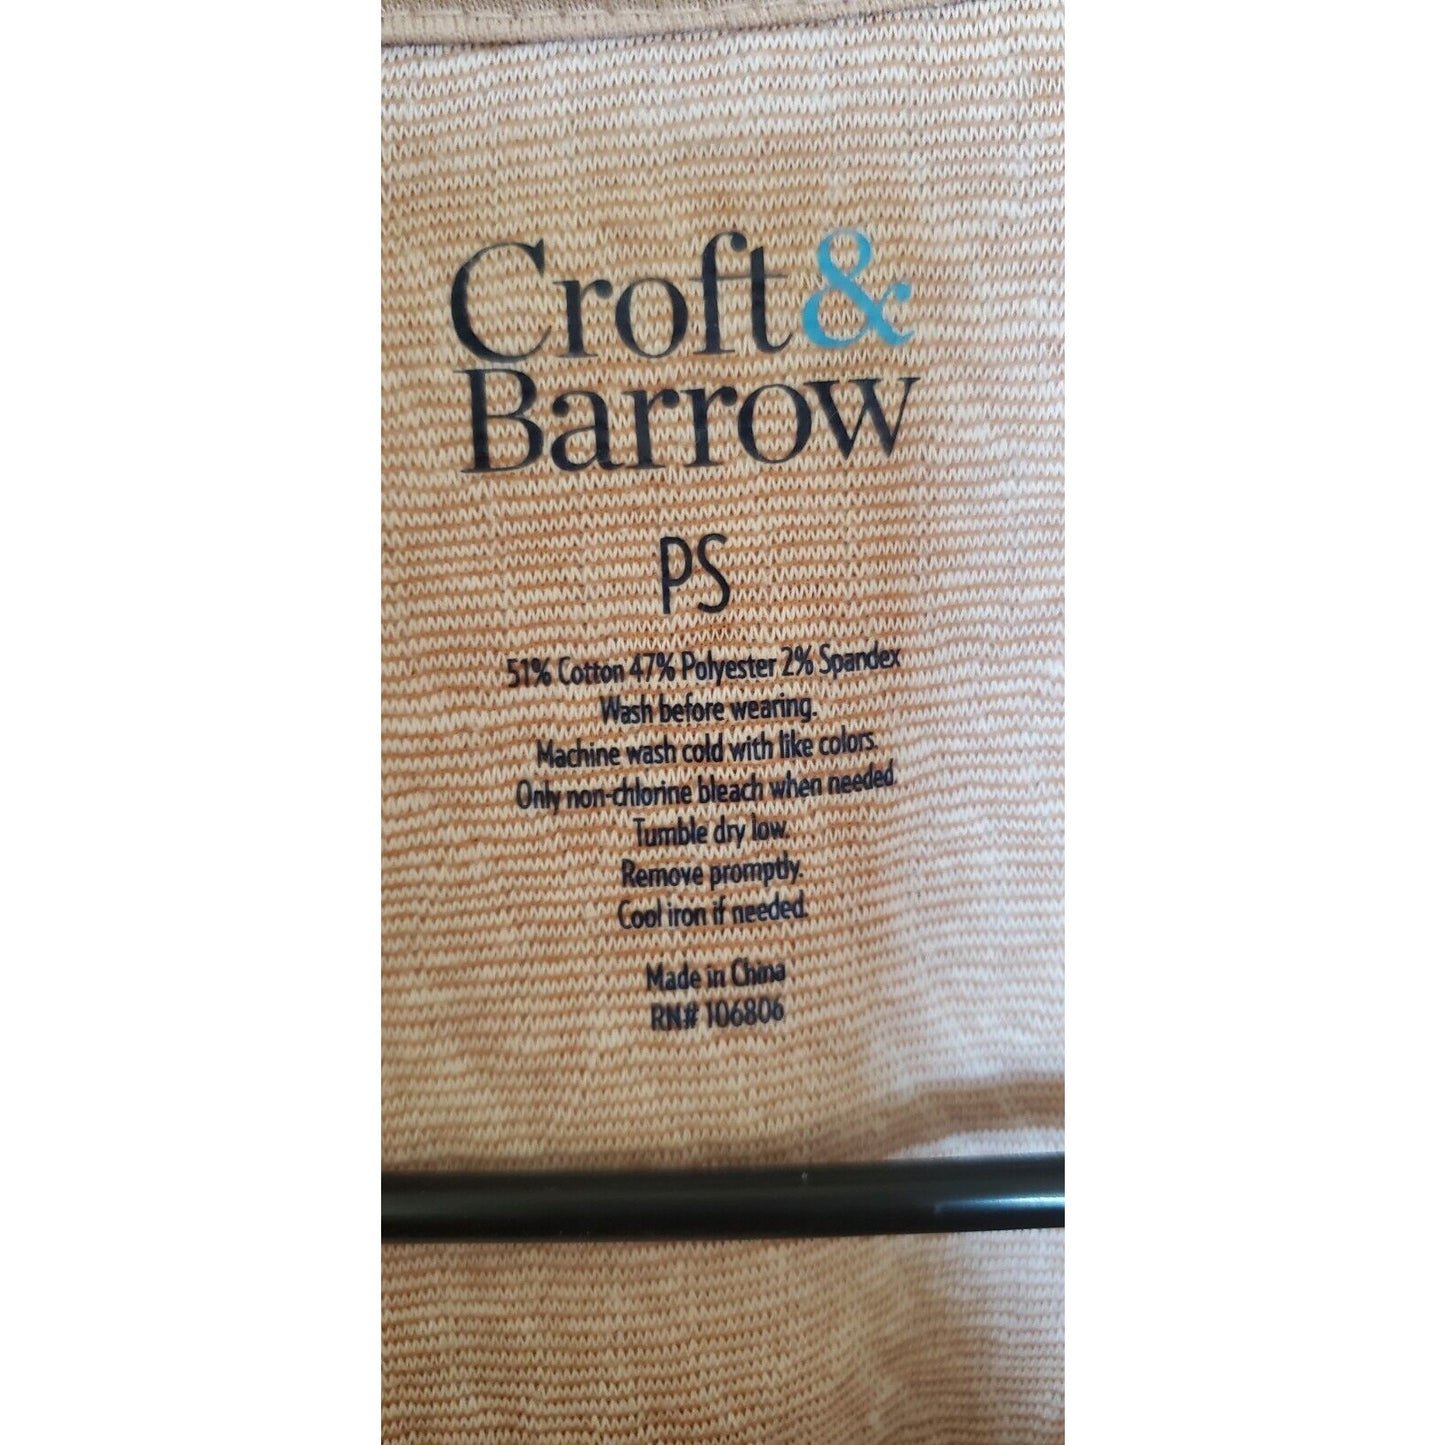 Croft &
Barrow
PS
51% Cotton 47% Polyester 2% Spandex
Wash before wearing.
Machine wash cold with like colors.
Only non-chlorine bleach when needed.
Tumble dry low.
Remove promptly.
Cool iron if needed.
Made in China
RN# 106806